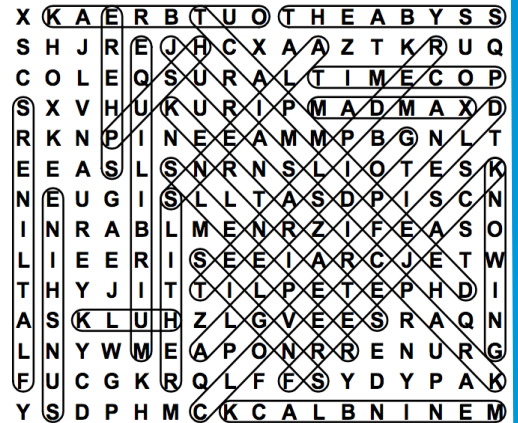 X K A E R B T U O T H E A B Y S S
S H J R E J H C X A A Z T K R U Q
C O L E Q S U R A L T I M E C O P
S X V H U K U R I P M A D M A X D
R K N P I N E E A M M P B G N L T
E E A S L S N R N S L I O T E S K
N E U G I S L L T A S D P I S C N
I N R A B L M E N R Z I F E A S O
L I E E R I S E E I A R C J E T W
T H Y J I T T I L P E T E P H D I
A S K L U H Z L G V E E S R A Q N
L N Y W M E A P O N R R E N U R G
F U C G K R Q L F F S Y D Y P A K
Y S D P H M C K C A L B N I N E M